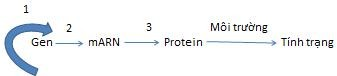 1
2 3 Môi trường
Gen mARN Protein Tính trạng